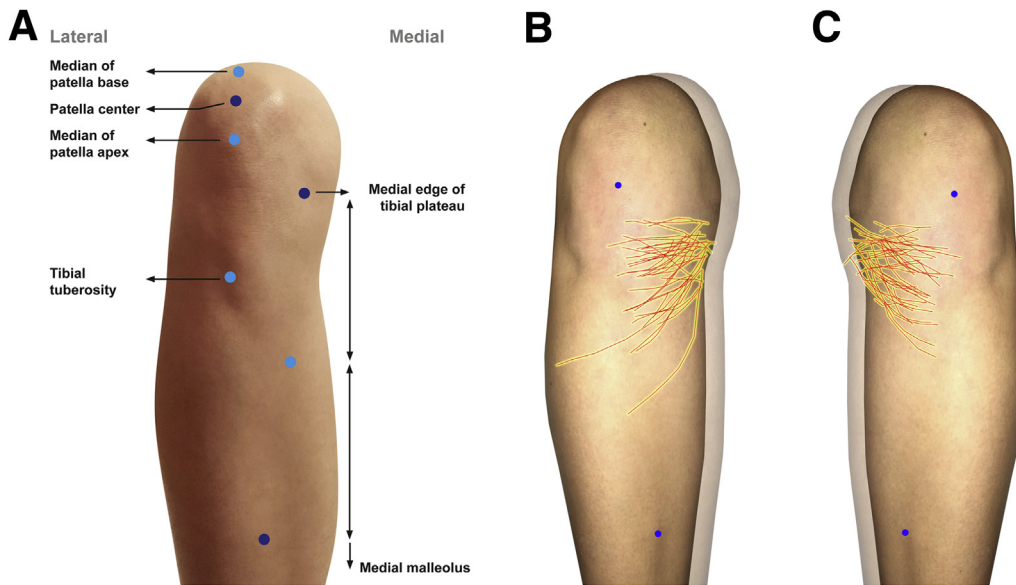 A
Lateral
Medial
Median of
patella base
Patella center
Median of
patella apex
Medial edge of
tibial plateau
Tibial
tuberosity
Medial malleolus
B
C